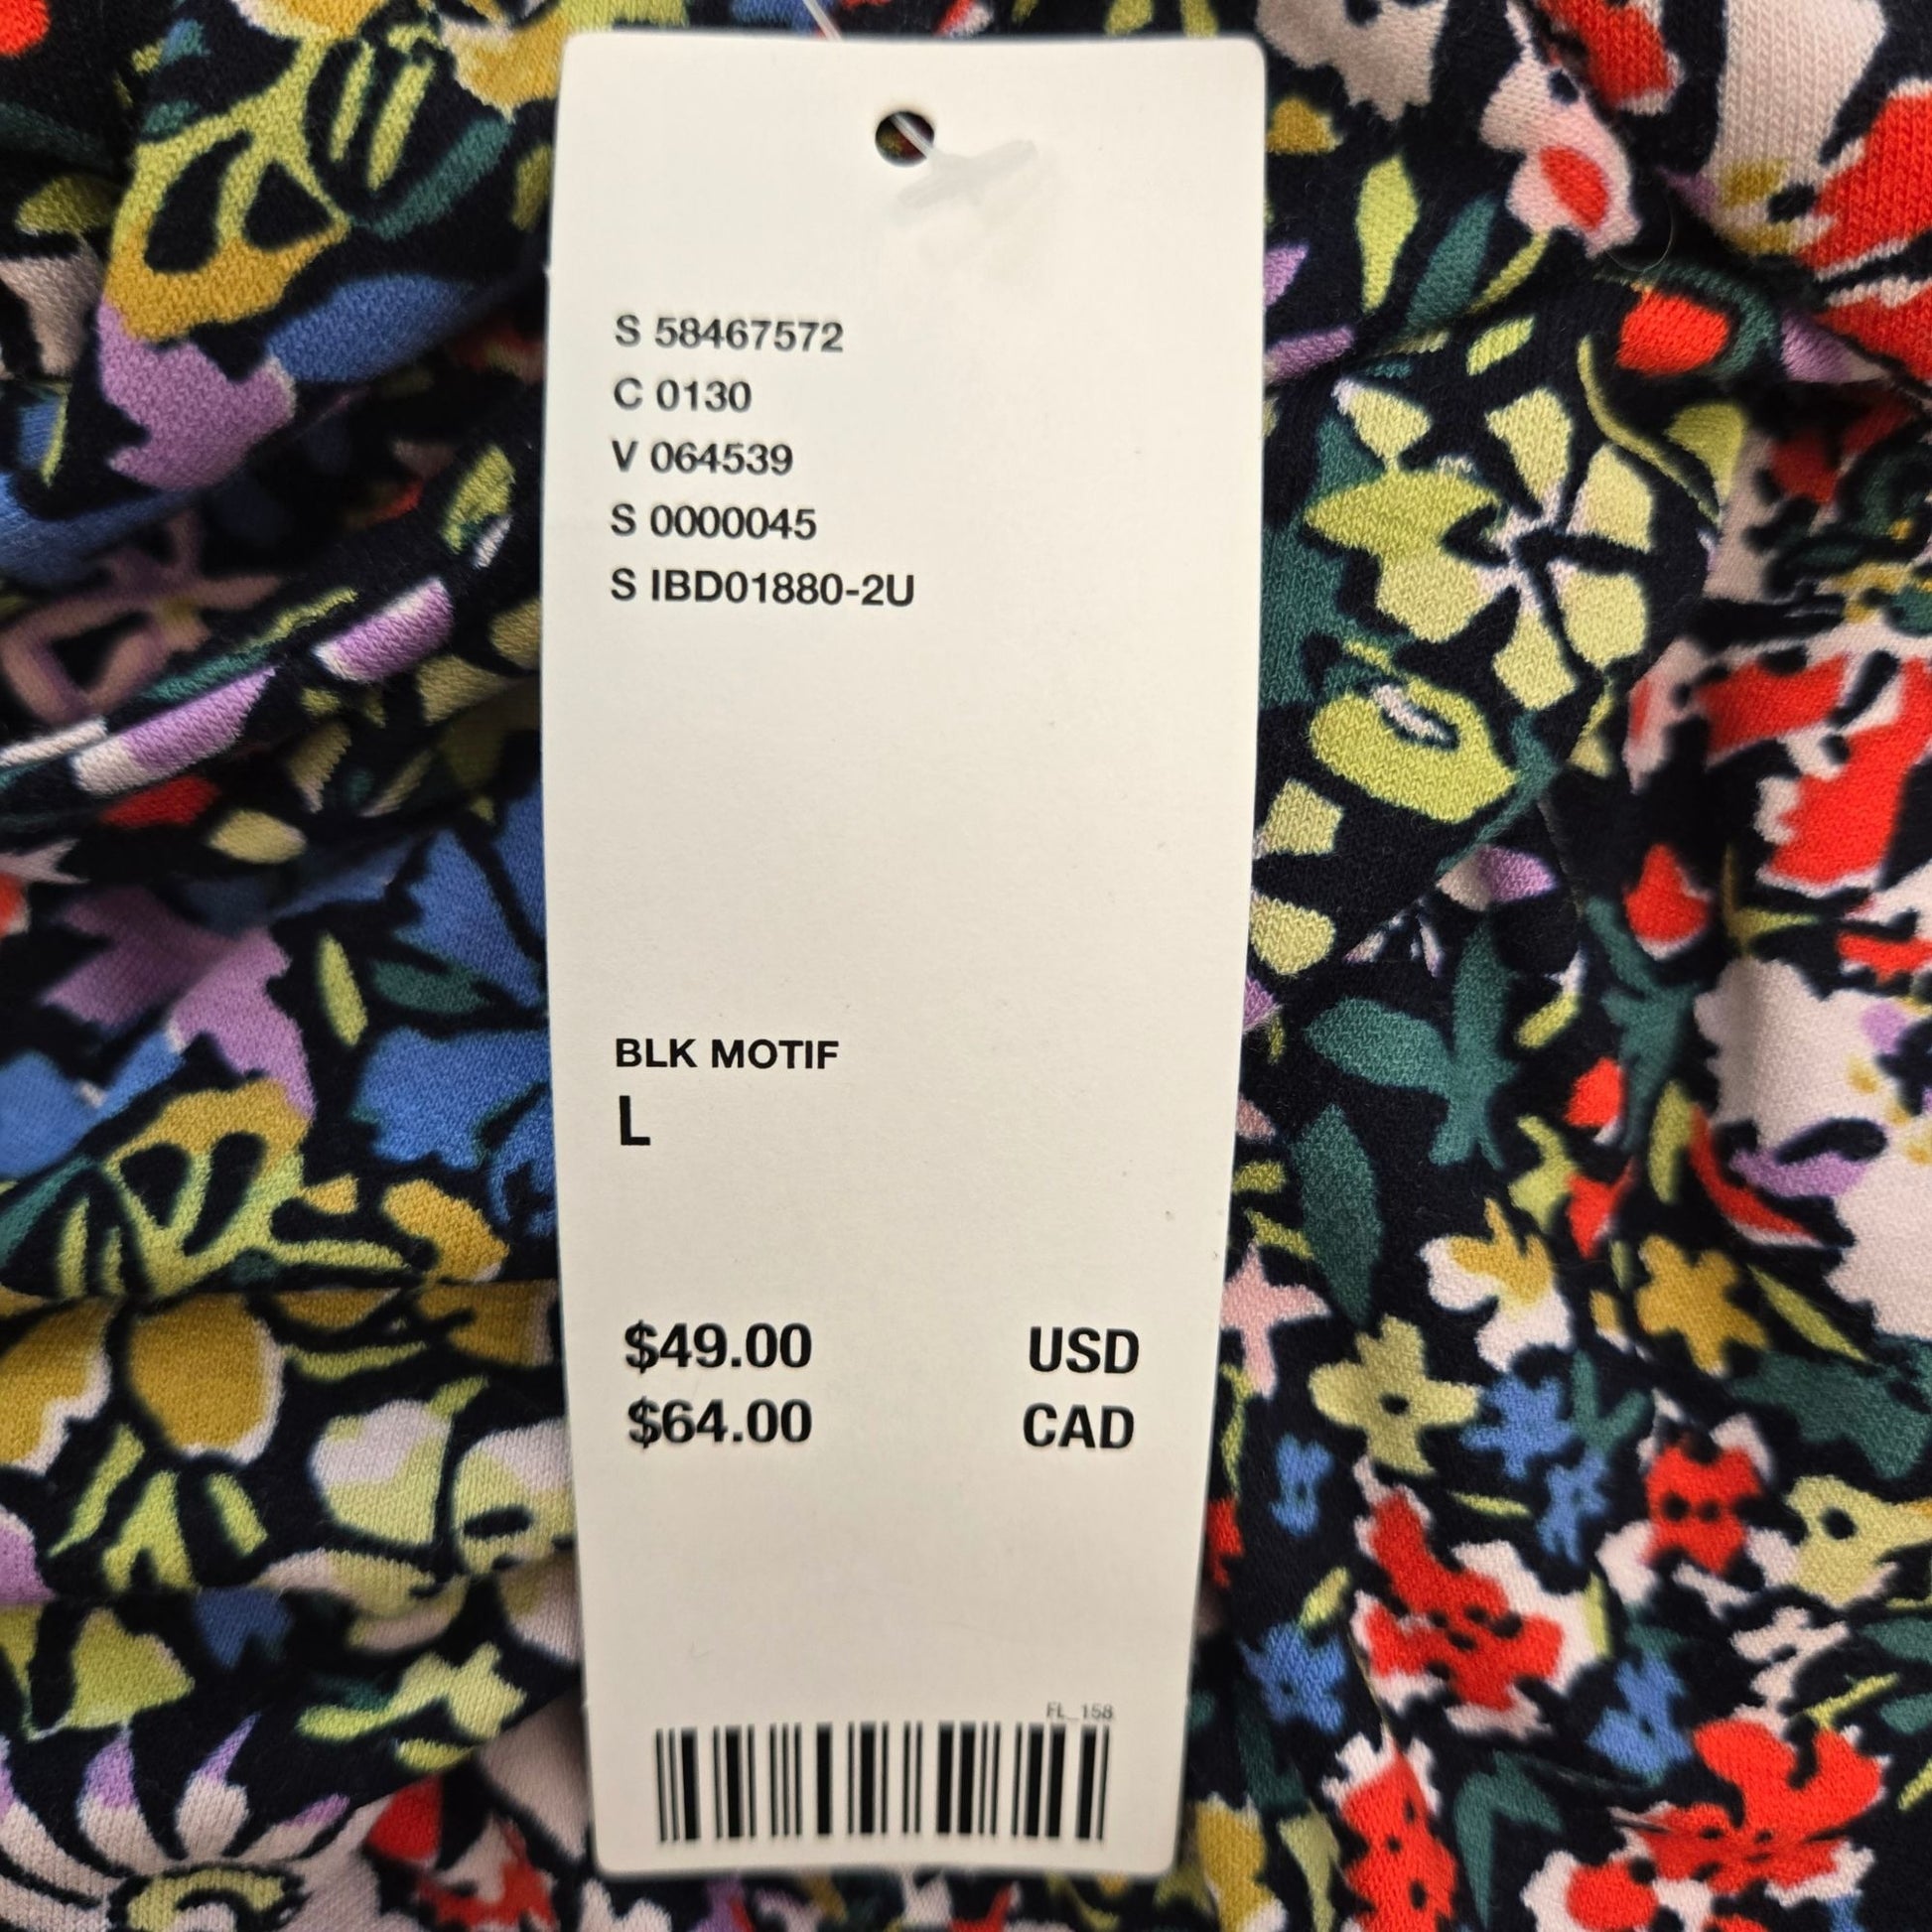 S 58467572
C 0130
V 064539
S 0000045
S IBD01880-2U
BLK MOTIF
L
$49.00 USD
$64.00 CAD
FL_158